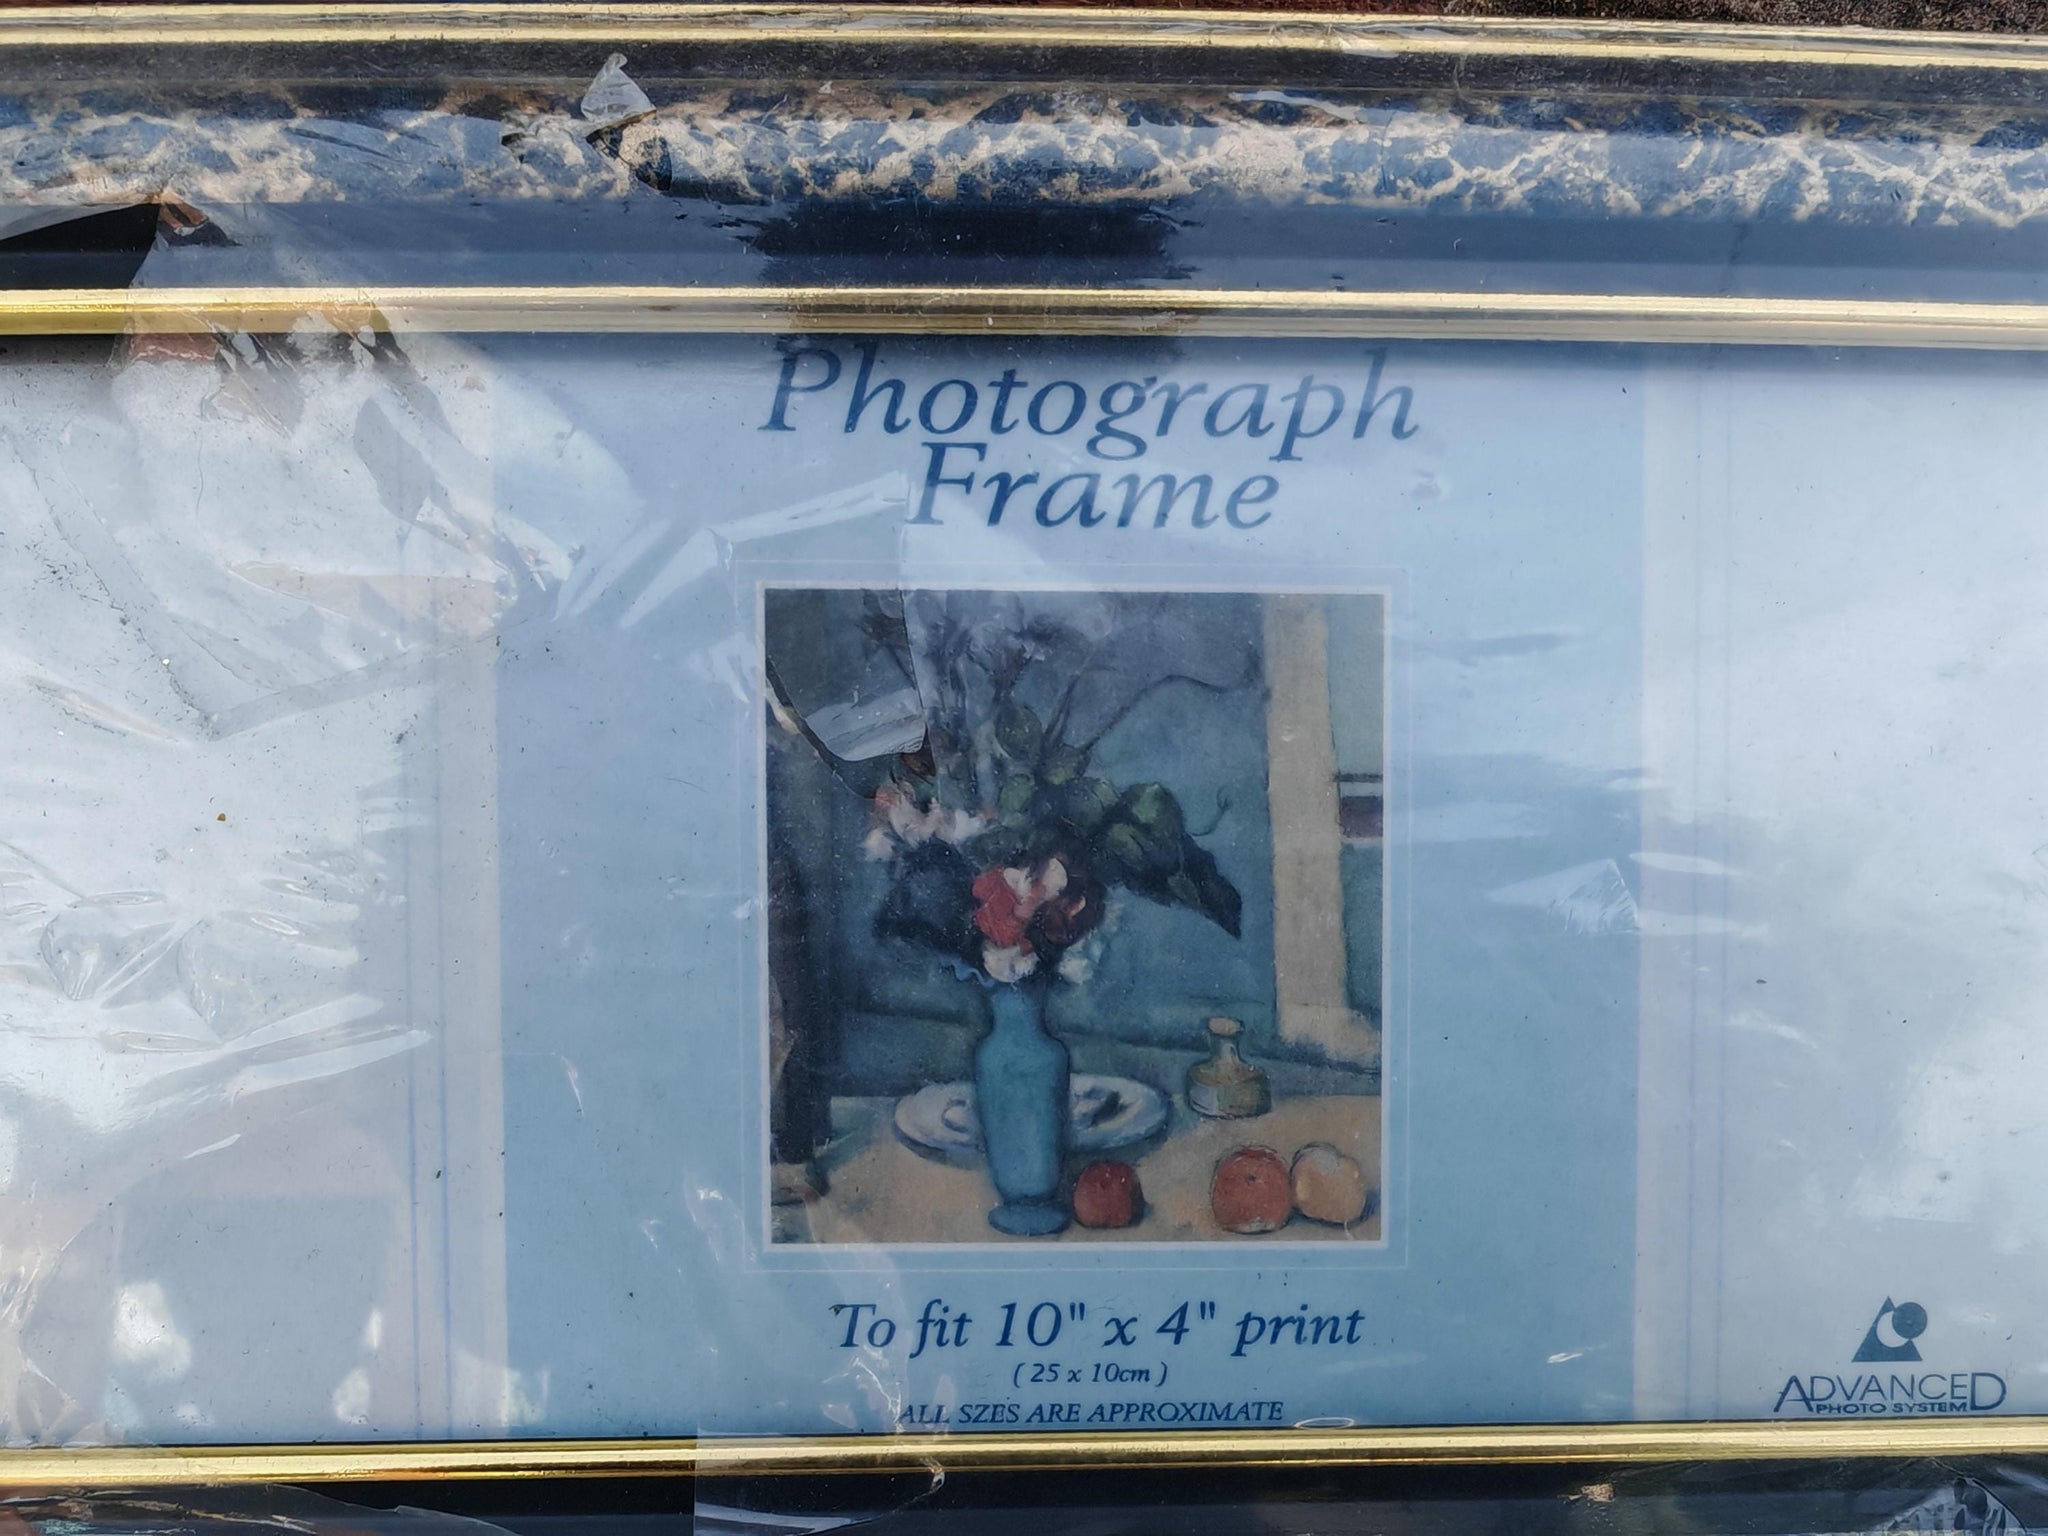 Photograph
Frame
To fit 10" x 4" print
( 25 x 10cm )
ALL SZES ARE APPROXIMATE
ADVANCED
PHOTO SYSTEM